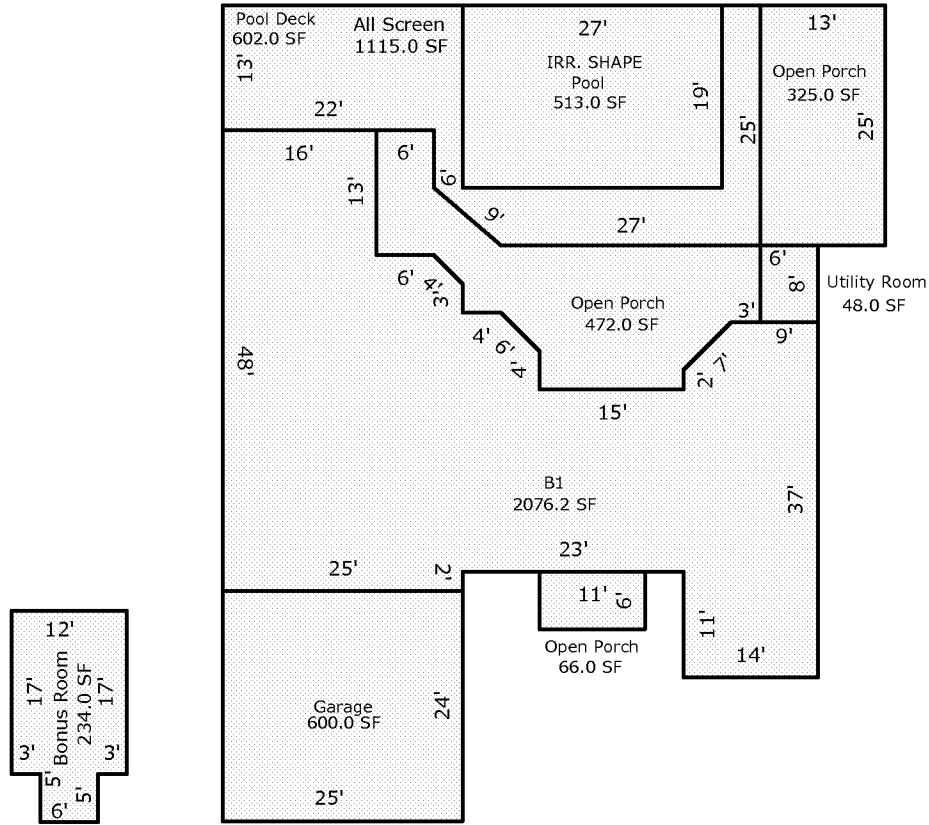 Pool Deck
602.0 SF
All Screen
1115.0 SF
13'
22'
27'
IRR. SHAPE
Pool
513.0 SF
19'
25'
13'
Open Porch
325.0 SF
25'
16'
6'
13'
6'
9'
27'
6'
8'
Utility Room
48.0 SF
6'
4'
3'
4'
6'
4'
Open Porch
472.0 SF
3'
9'
7'
2'
15'
48'
B1
2076.2 SF
37'
23'
25'
2'
11'
6'
Open Porch
66.0 SF
11'
14'
Garage
600.0 SF
24'
25'
12'
17'
Bonus Room
234.0 SF
17'
3'
3'
5'
6'
5'